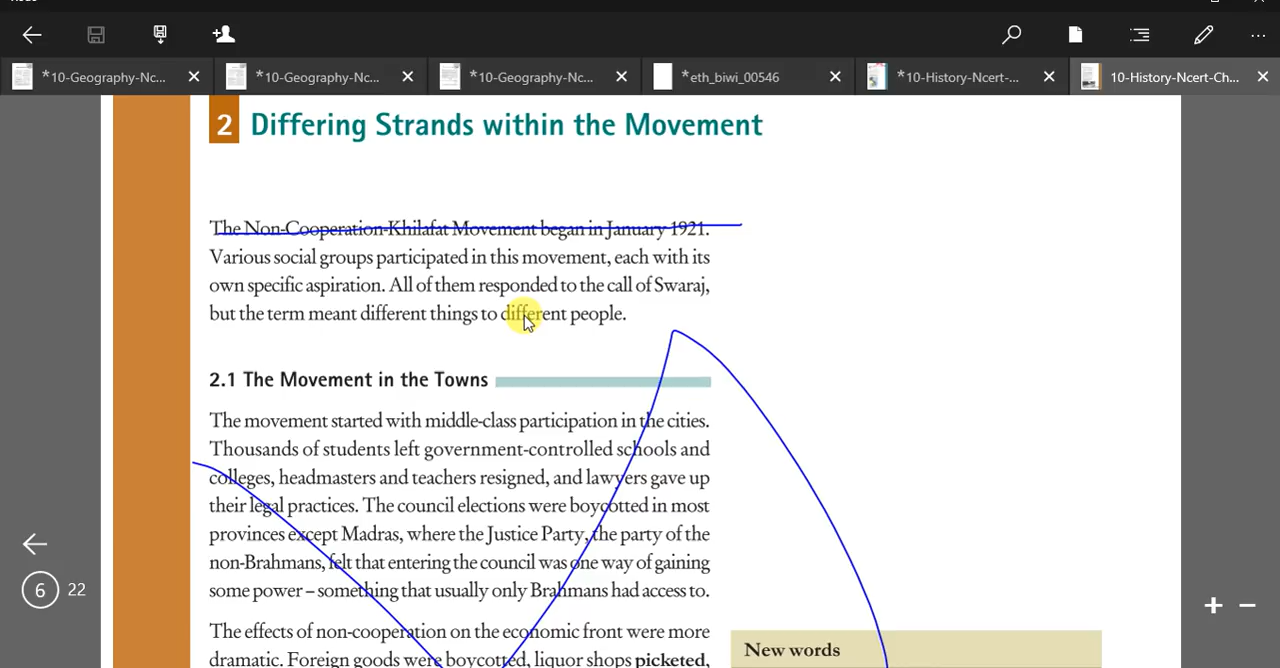 *10-Geography-Nc...
*10-Geography-Nc...
*10-Geography-Nc...
*eth_biwi_00546
*10-History-Ncert-...
10-History-Ncert-Ch...
2 Differing Strands within the Movement
The Non-Cooperation-Khilafat Movement began in January 1921.
Various social groups participated in this movement, each with its
own specific aspiration. All of them responded to the call of Swaraj,
but the term meant different things to different people.
2.1 The Movement in the Towns
The movement started with middle-class participation in the cities.
Thousands of students left government-controlled schools and
colleges, headmasters and teachers resigned, and lawyers gave up
their legal practices. The council elections were boycotted in most
provinces except Madras, where the Justice Party, the party of the
non-Brahmans, felt that entering the council was one way of gaining
some power – something that usually only Brahmans had access to.
The effects of non-cooperation on the economic front were more
dramatic. Foreign goods were boycotted, liquor shops picketed,
New words
6 22